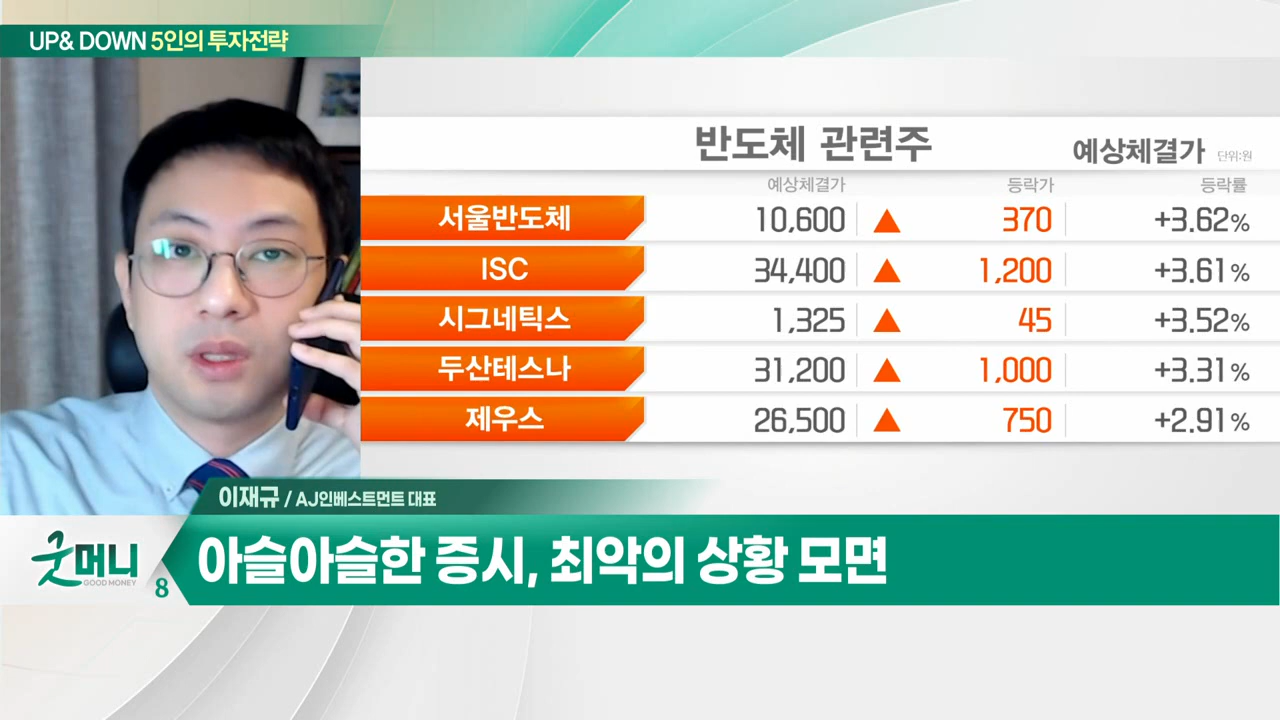 UP& DOWN 5인의 투자전략
반도체 관련주 예상체결가 단위:원
예상체결가 등락가 등락률
서울반도체 10,600 ▲ 370 +3.62%
ISC 34,400 ▲ 1,200 +3.61%
시그네틱스 1,325 ▲ 45 +3.52%
두산테스나 31,200 ▲ 1,000 +3.31%
제우스 26,500 ▲ 750 +2.91%
이재규 / AJ인베스트먼트 대표
굿머니 GOOD MONEY 8
아슬아슬한 증시, 최악의 상황 모면